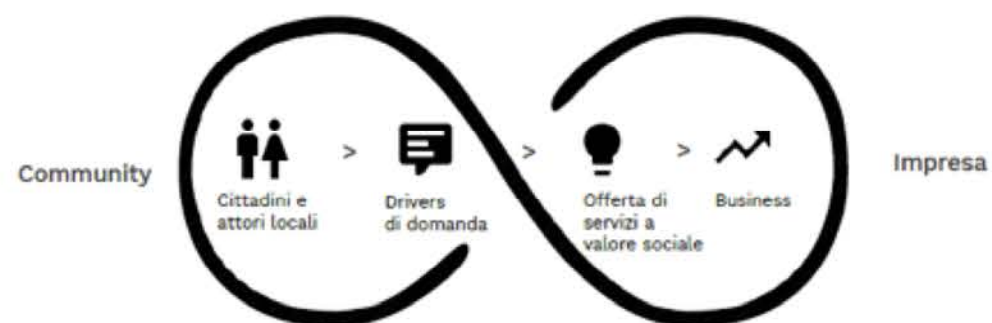 Community
>
>
>
Cittadini e
attori locali
Drivers
di domanda
Offerta di
servizi a
valore sociale
Business
Impresa